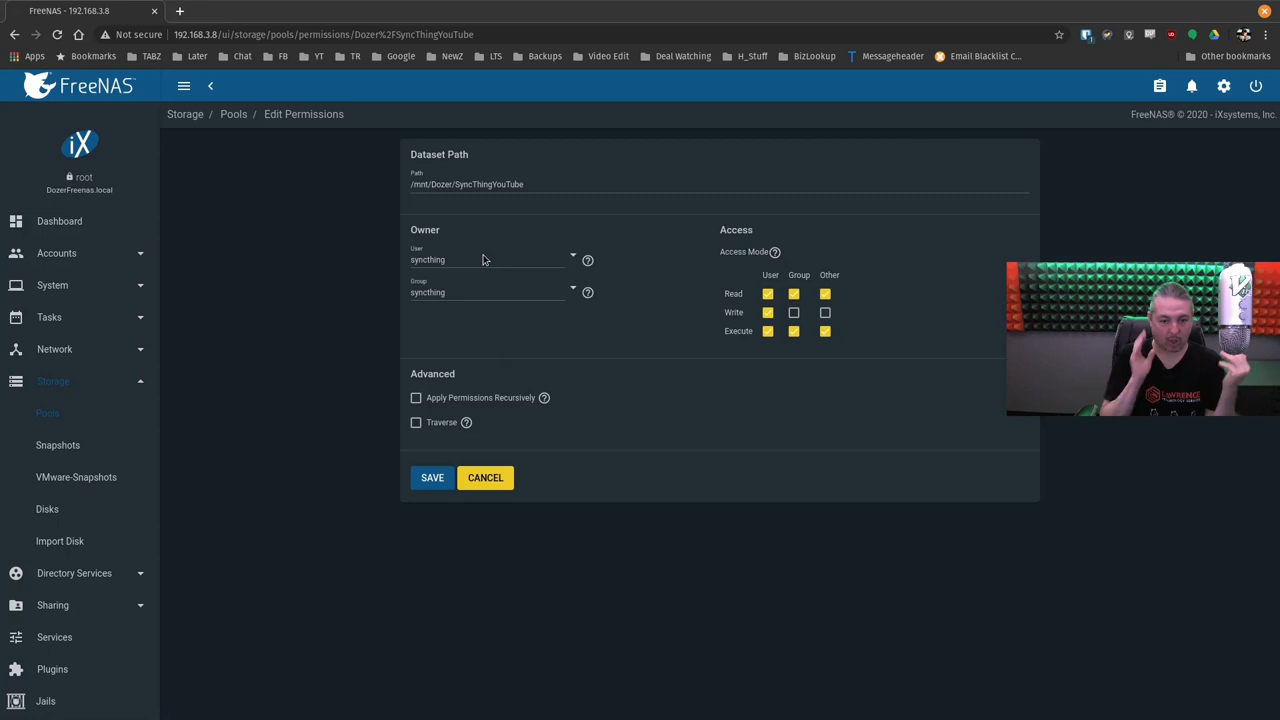 FreeNAS - 192.168.3.8
Not secure 192.168.3.8/ui/storage/pools/permissions/Dozer%2FSyncThingYouTube
Apps Bookmarks TABZ Later Chat FB YT TR Google NewZ LTS Backups Video Edit Deal Watching H_Stuff BizLookup Messageheader Email Blacklist C... Other bookmarks
FreeNAS
Storage / Pools / Edit Permissions
FreeNAS® © 2020 - iXsystems, Inc.
iX
root
DozerFreenas.local
Dashboard
Accounts
System
Tasks
Network
Storage
Pools
Snapshots
VMware-Snapshots
Disks
Import Disk
Directory Services
Sharing
Services
Plugins
Jails
Dataset Path
Path
/mnt/Dozer/SyncThingYouTube
Owner
User
syncthing
Group
syncthing
Access
Access Mode
User Group Other
Read
Write
Execute
Advanced
Apply Permissions Recursively
Traverse
SAVE CANCEL
LAWRENCE